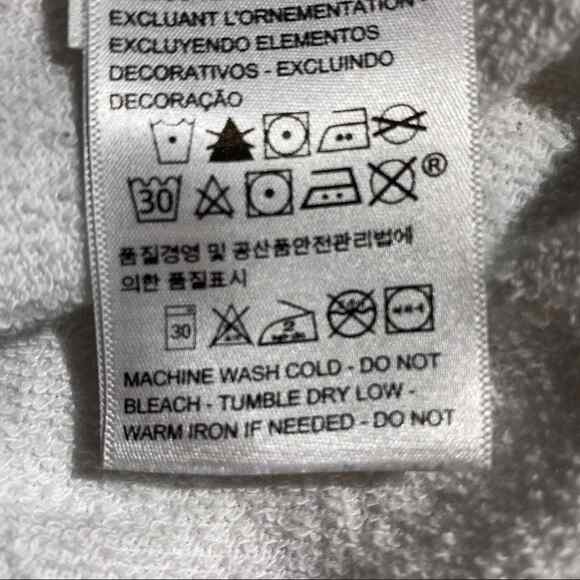 EXCLUANT L'ORNEMENTATION
EXCLUYENDO ELEMENTOS
DECORATIVOS - EXCLUINDO
DECORAÇÃO
30 ®
품질경영 및 공산품안전관리법에
의한 품질표시
30 2
MACHINE WASH COLD - DO NOT
BLEACH - TUMBLE DRY LOW -
WARM IRON IF NEEDED - DO NOT